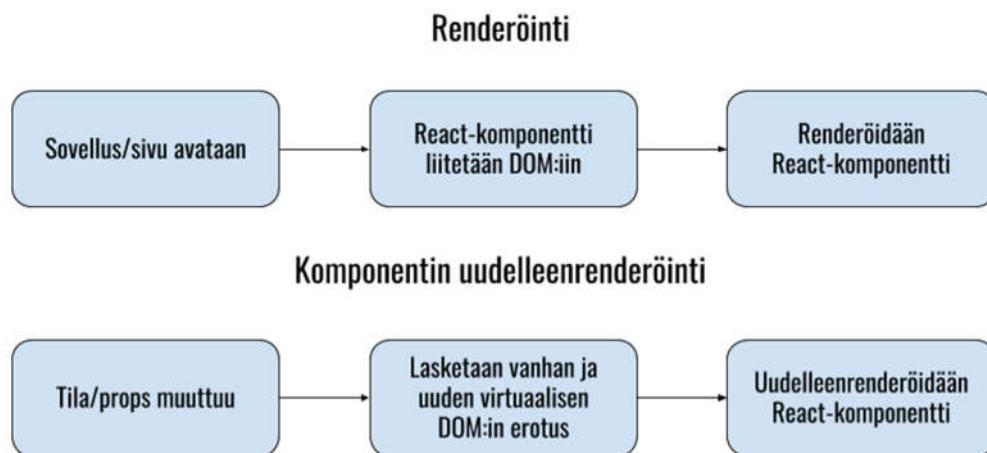 Renderöinti
Sovellus/sivu avataan
React-komponentti
liitetään DOM:iin
Renderöidään
React-komponentti
Komponentin uudelleenrenderöinti
Tila/props muuttuu
Lasketaan vanhan ja
uuden virtuaalisen
DOM:in erotus
Uudelleenrenderöidään
React-komponentti